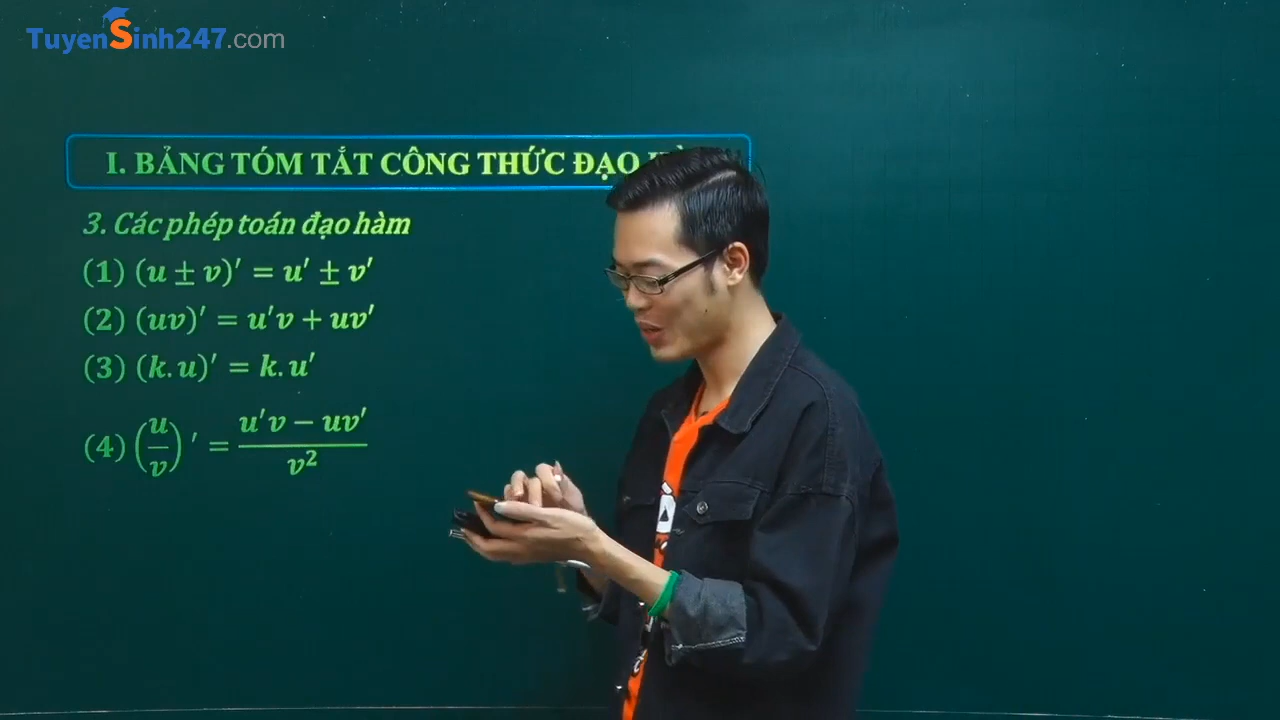 TuyenSinh247.com
I. BẢNG TÓM TẮT CÔNG THỨC ĐẠO
3. Các phép toán đạo hàm
(1) (u ± v)′ = u′ ± v′
(2) (uv)′ = u′v + uv′
(3) (k.u)′ = k.u′
(4) (u/v)′ = (u′v − uv′)/v²